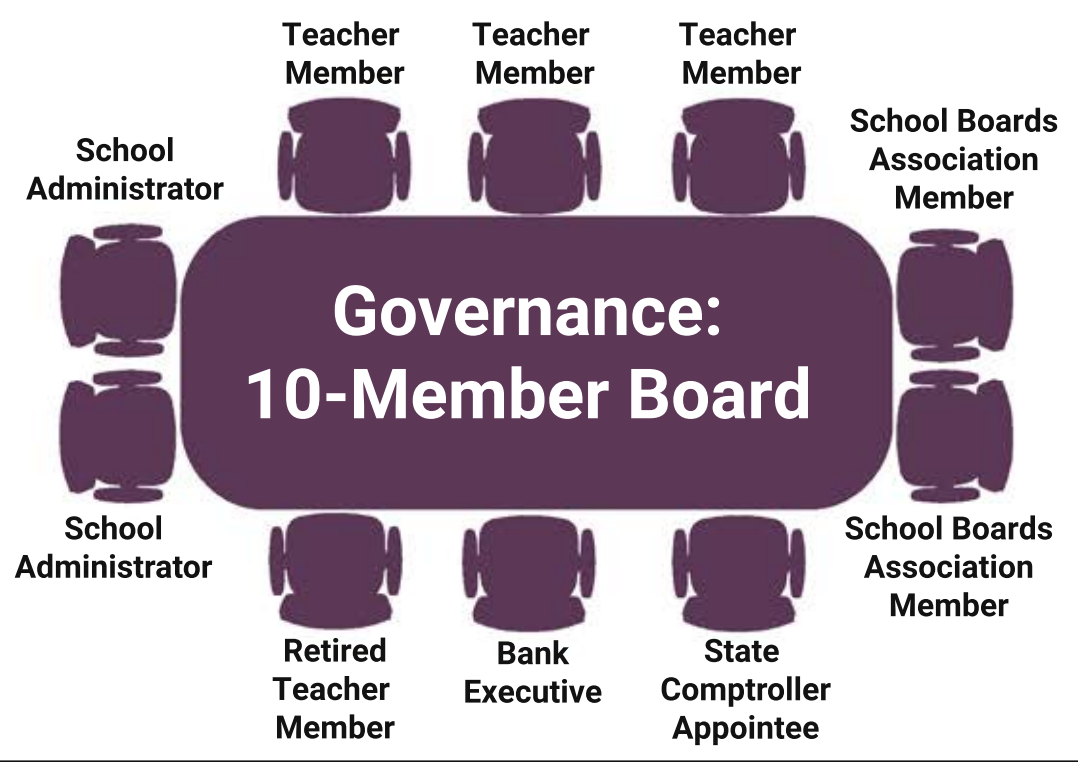 Teacher
Member
Teacher
Member
Teacher
Member
School Boards
Association
Member
School
Administrator
Governance:
10-Member Board
School
Administrator
School Boards
Association
Member
Retired
Teacher
Member
Bank
Executive
State
Comptroller
Appointee